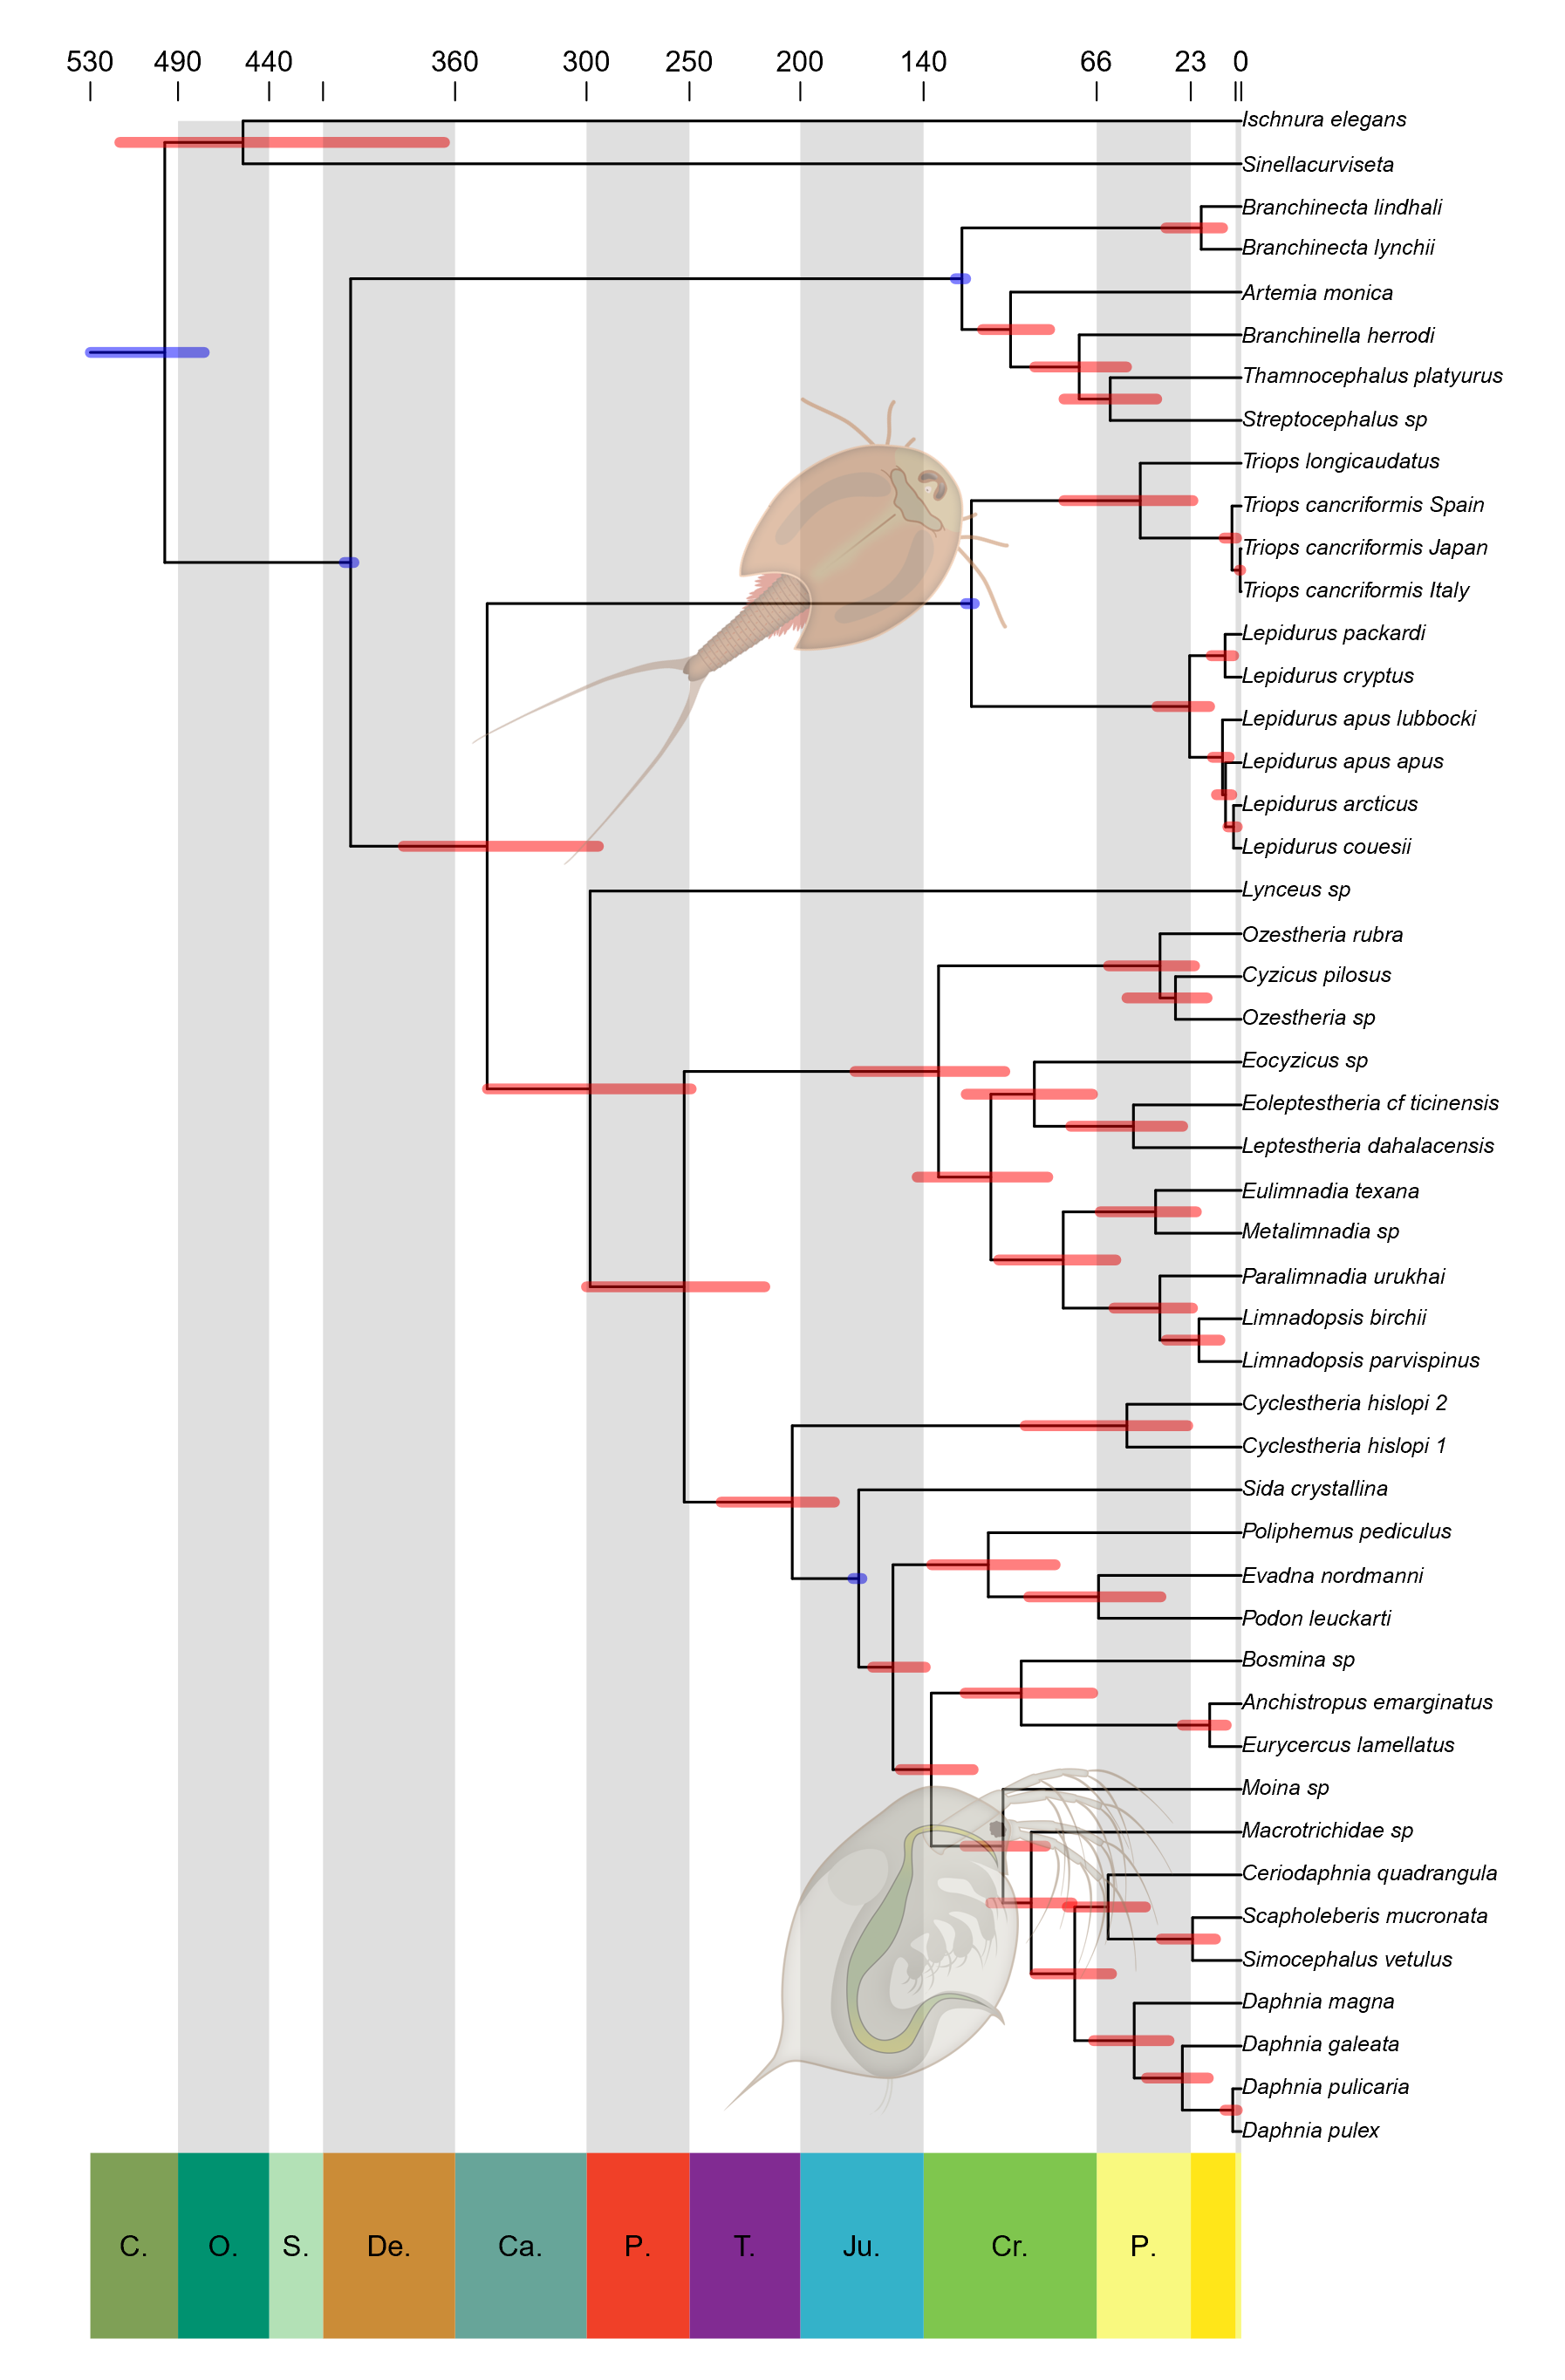 530 490 440 360 300 250 200 140 66 23 0
Ischnura elegans
Sinellacurviseta
Branchinecta lindhali
Branchinecta lynchii
Artemia monica
Branchinella herrodi
Thamnocephalus platyurus
Streptocephalus sp
Triops longicaudatus
Triops cancriformis Spain
Triops cancriformis Japan
Triops cancriformis Italy
Lepidurus packardi
Lepidurus cryptus
Lepidurus apus lubbocki
Lepidurus apus apus
Lepidurus arcticus
Lepidurus couesii
Lynceus sp
Ozestheria rubra
Cyzicus pilosus
Ozestheria sp
Eocyzicus sp
Eoleptestheria cf ticinensis
Leptestheria dahalacensis
Eulimnadia texana
Metalimnadia sp
Paralimnadia urukhai
Limnadopsis birchii
Limnadopsis parvispinus
Cyclestheria hislopi 2
Cyclestheria hislopi 1
Sida crystallina
Poliphemus pediculus
Evadna nordmanni
Podon leuckarti
Bosmina sp
Anchistropus emarginatus
Eurycercus lamellatus
Moina sp
Macrotrichidae sp
Ceriodaphnia quadrangula
Scapholeberis mucronata
Simocephalus vetulus
Daphnia magna
Daphnia galeata
Daphnia pulicaria
Daphnia pulex
C. O. S. De. Ca. P. T. Ju. Cr. P.